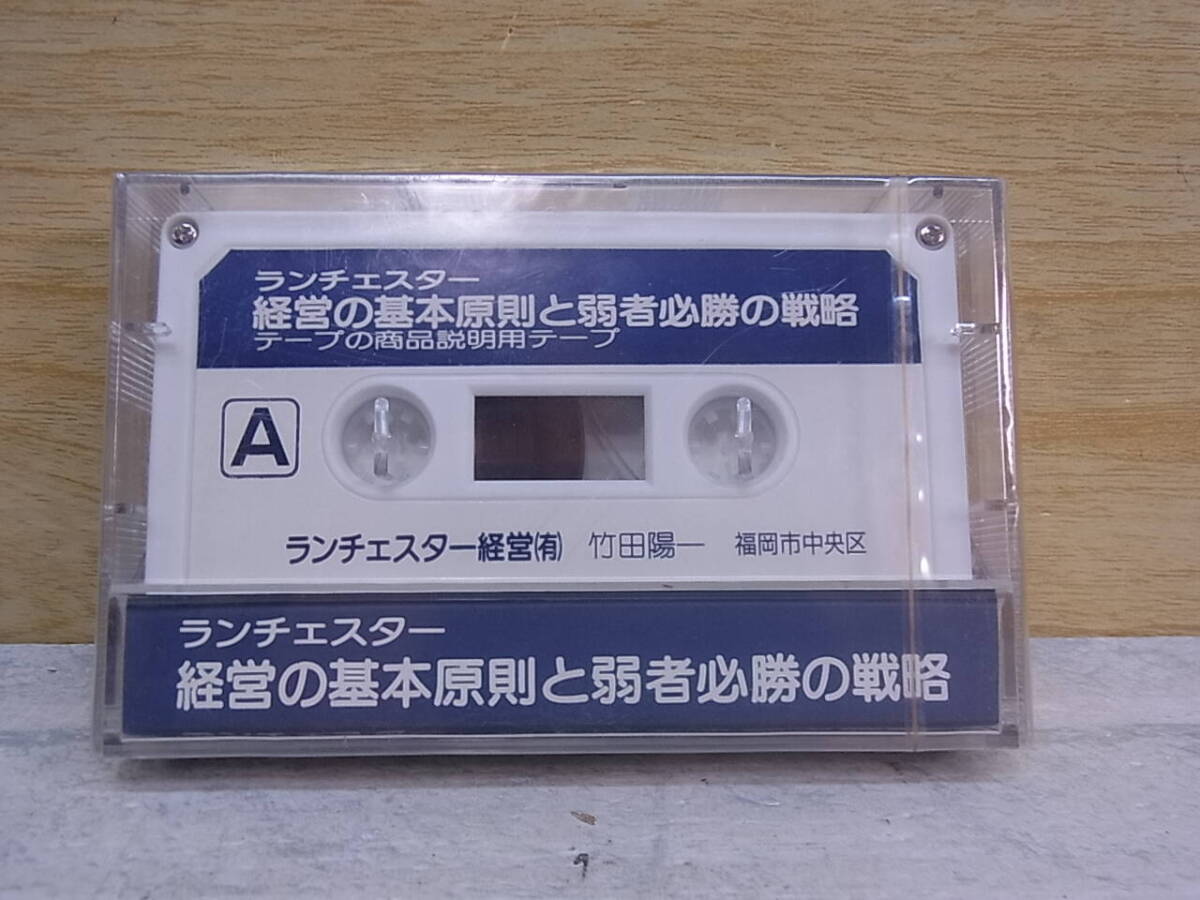 ランチェスター
経営の基本原則と弱者必勝の戦略
テープの商品説明用テープ
A
ランチェスター経営(有) 竹田陽一 福岡市中央区
ランチェスター
経営の基本原則と弱者必勝の戦略